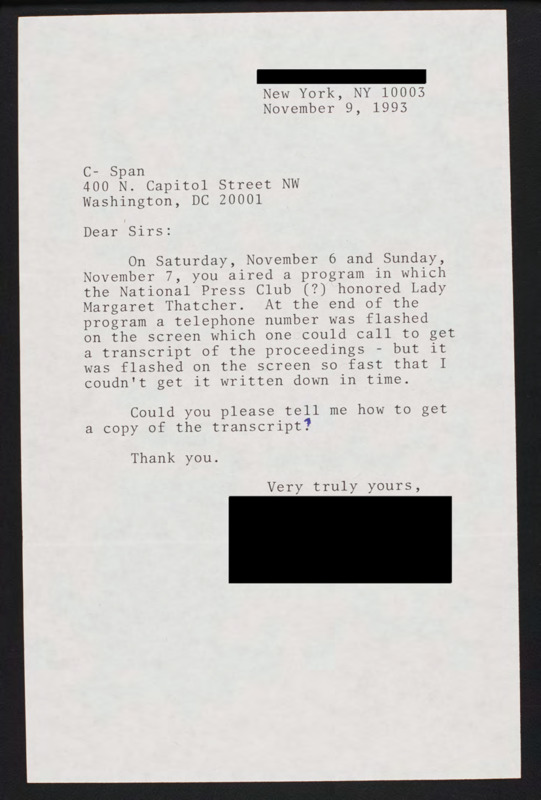 New York, NY 10003
November 9, 1993
C- Span
400 N. Capitol Street NW
Washington, DC 20001
Dear Sirs:
On Saturday, November 6 and Sunday,
November 7, you aired a program in which
the National Press Club (?) honored Lady
Margaret Thatcher. At the end of the
program a telephone number was flashed
on the screen which one could call to get
a transcript of the proceedings - but it
was flashed on the screen so fast that I
coudn't get it written down in time.
Could you please tell me how to get
a copy of the transcript?
Thank you.
Very truly yours,